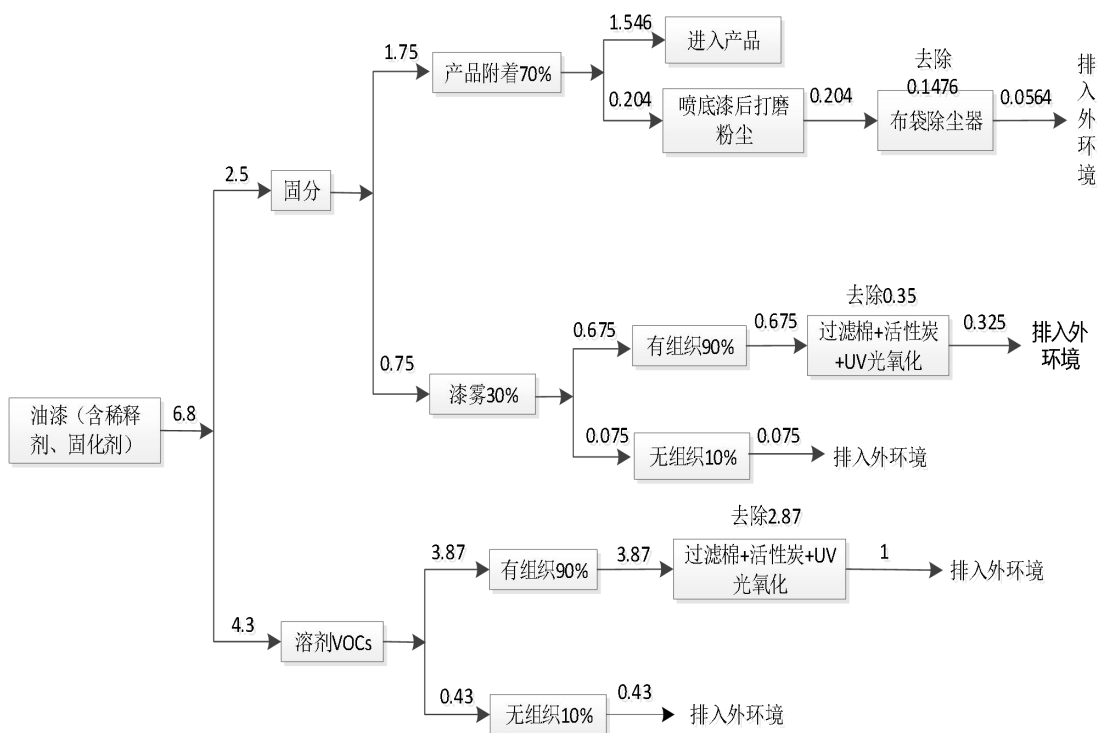 油漆（含稀释
剂、固化剂）
6.8
2.5
固分
1.75
产品附着70%
1.546
进入产品
0.204
喷底漆后打磨
粉尘
0.204
去除
0.1476
布袋除尘器
0.0564
排
入
外
环
境
0.75
漆雾30%
0.675
有组织90%
0.675
去除0.35
过滤棉+活性炭
+UV光氧化
0.325
排入外
环境
0.075
无组织10%
0.075
排入外环境
4.3
溶剂VOCs
3.87
有组织90%
3.87
去除2.87
过滤棉+活性炭+UV
光氧化
1
排入外环境
0.43
无组织10%
0.43
排入外环境